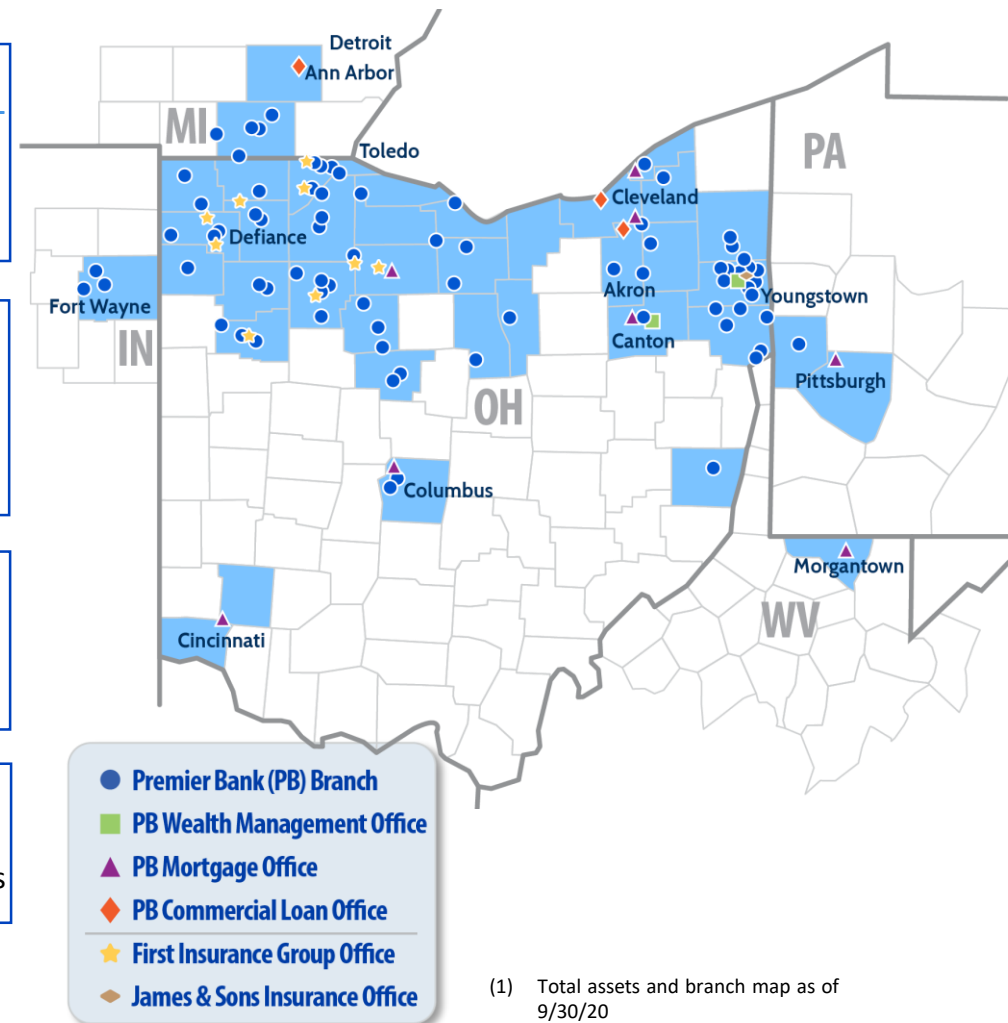 Detroit
Ann Arbor
MI
Toledo
PA
Cleveland
Defiance
Akron
Youngstown
Fort Wayne
Canton
IN
Pittsburgh
OH
Columbus
Morgantown
WV
Cincinnati
Premier Bank (PB) Branch
PB Wealth Management Office
PB Mortgage Office
s
PB Commercial Loan Office
First Insurance Group Office
James & Sons Insurance Office
(1) Total assets and branch map as of
9/30/20